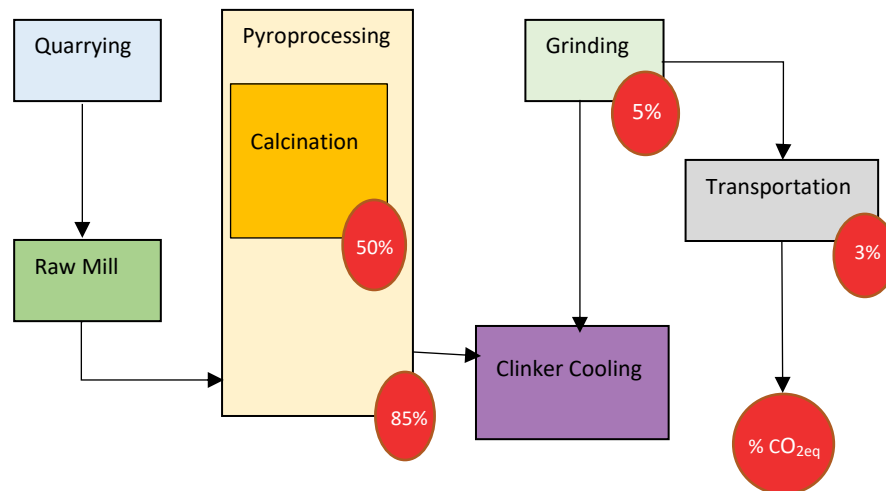 Quarrying
Pyroprocessing
Grinding
5%
Calcination
Transportation
50%
3%
Raw Mill
Clinker Cooling
85%
% CO₂eq